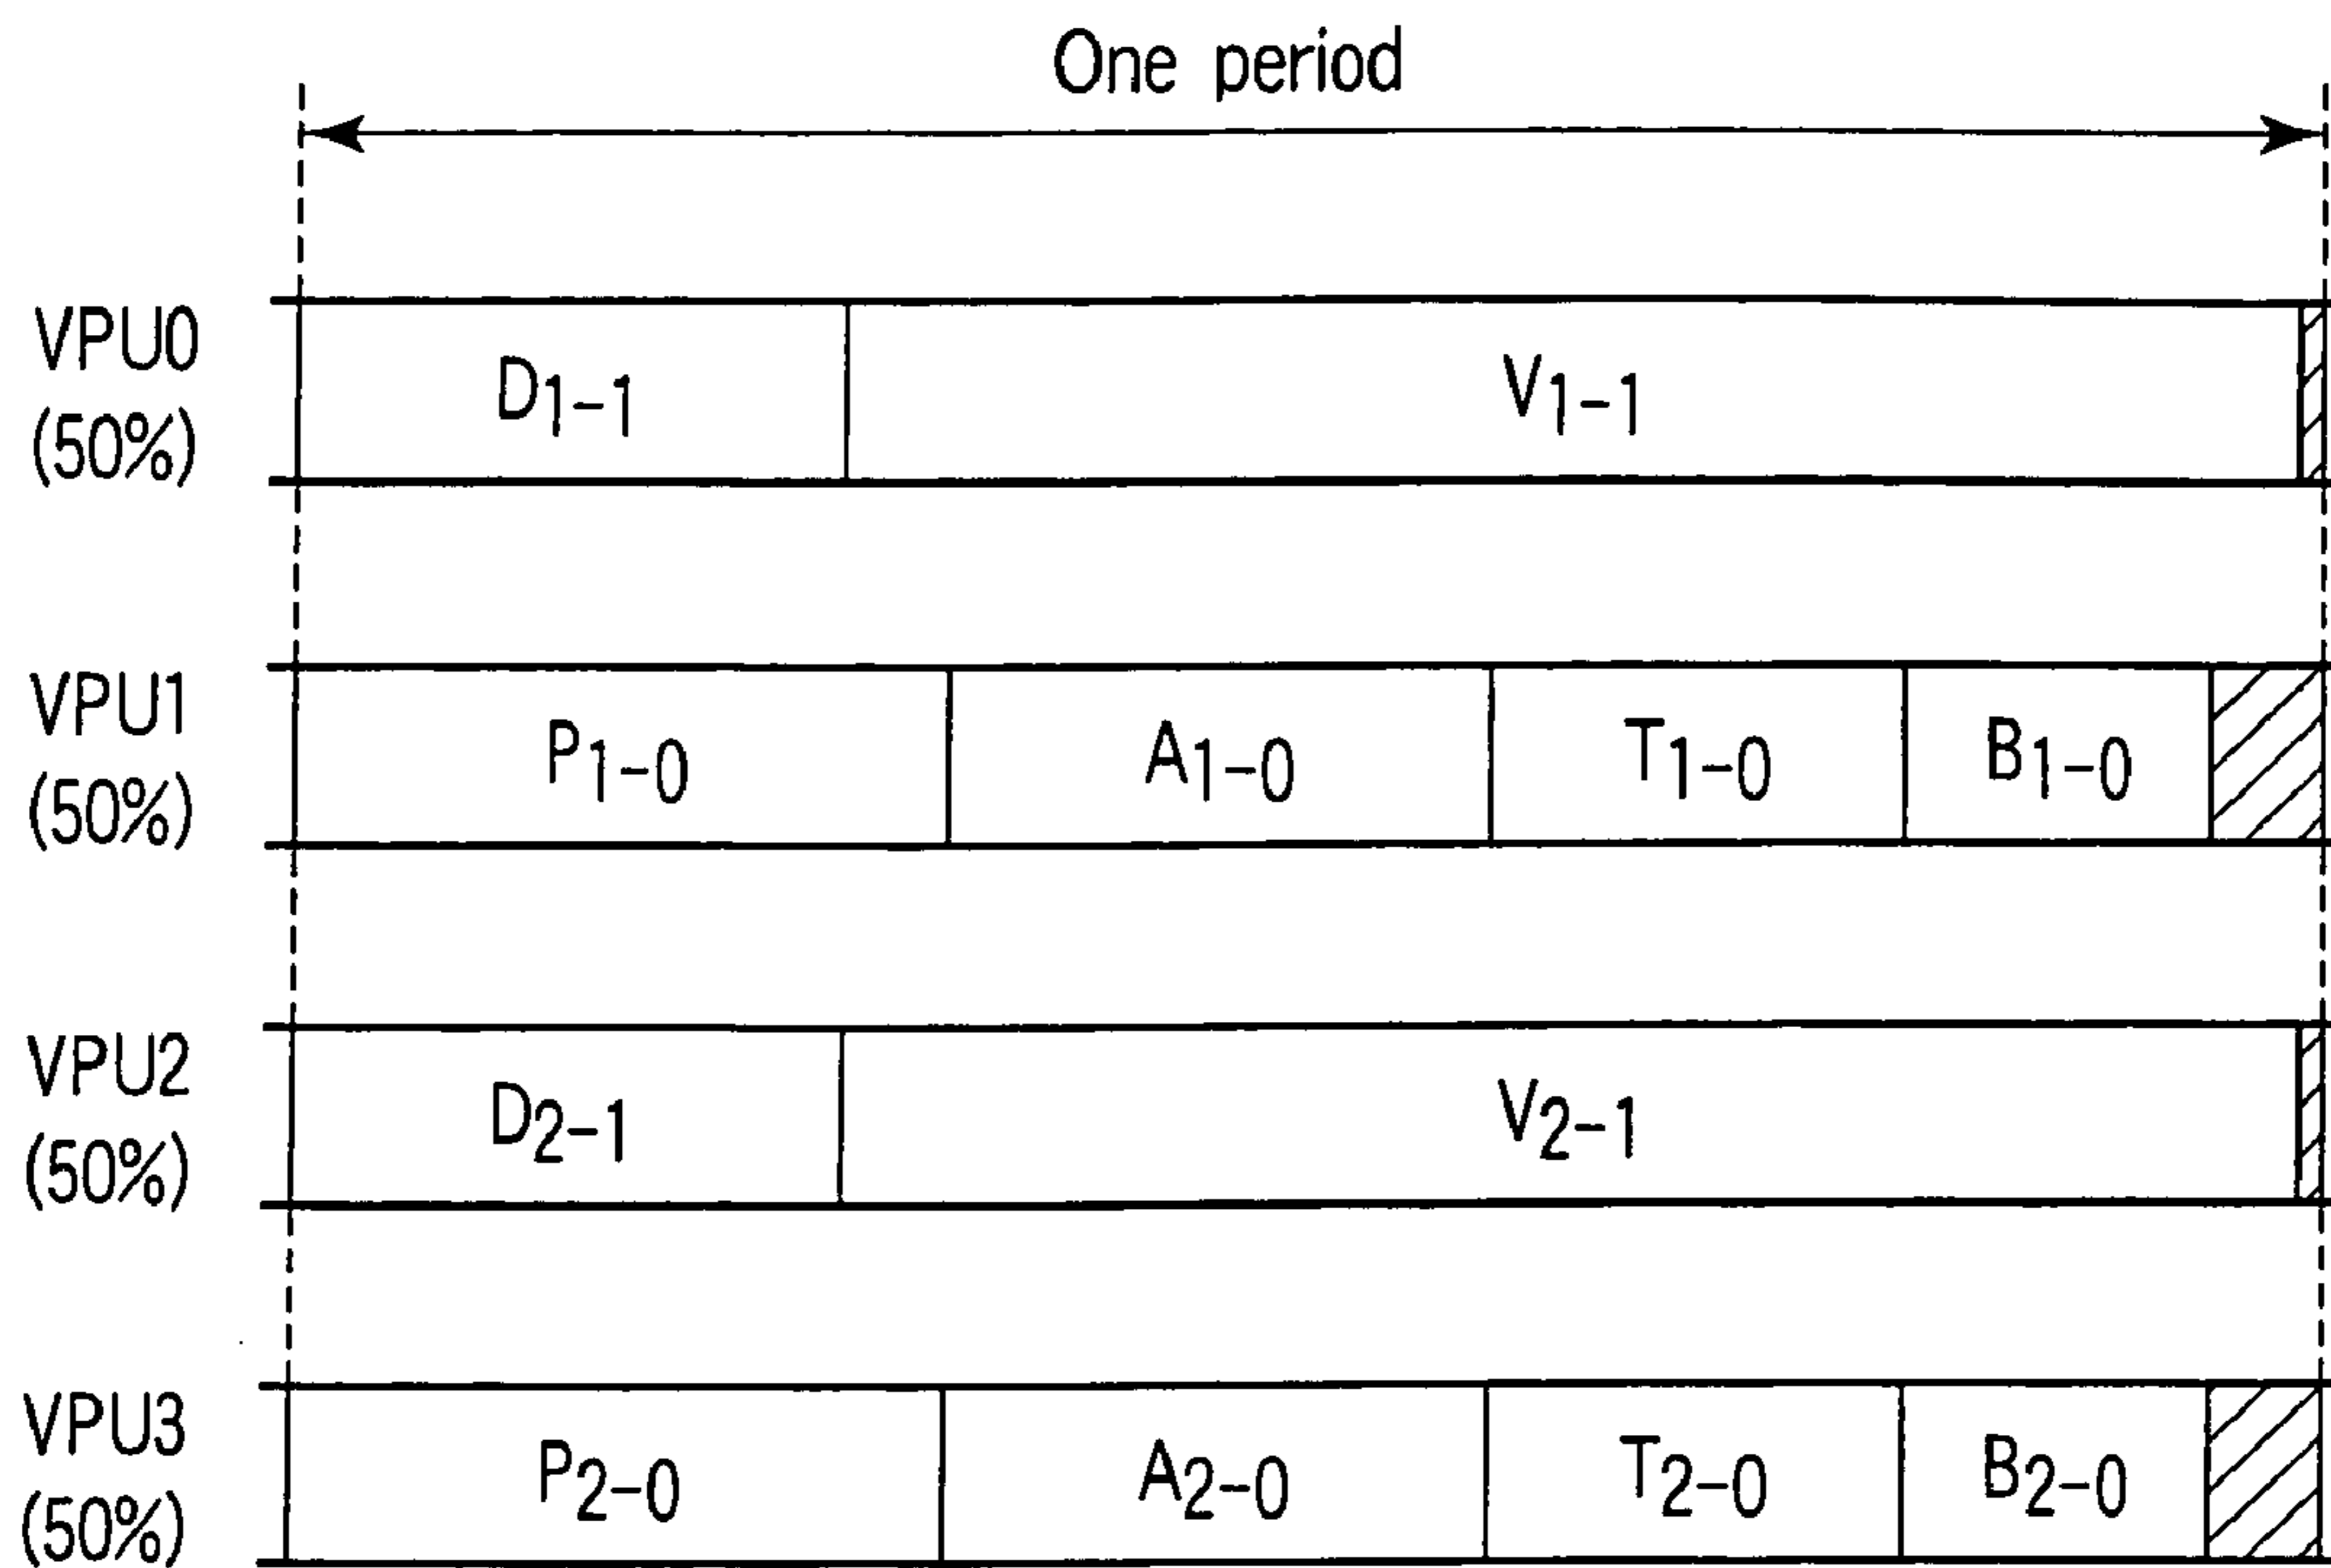 One period
VPU0
(50%)
D1-1
V1-1
VPU1
(50%)
P1-0
A1-0
T1-0
B1-0
VPU2
(50%)
D2-1
V2-1
VPU3
(50%)
P2-0
A2-0
T2-0
B2-0